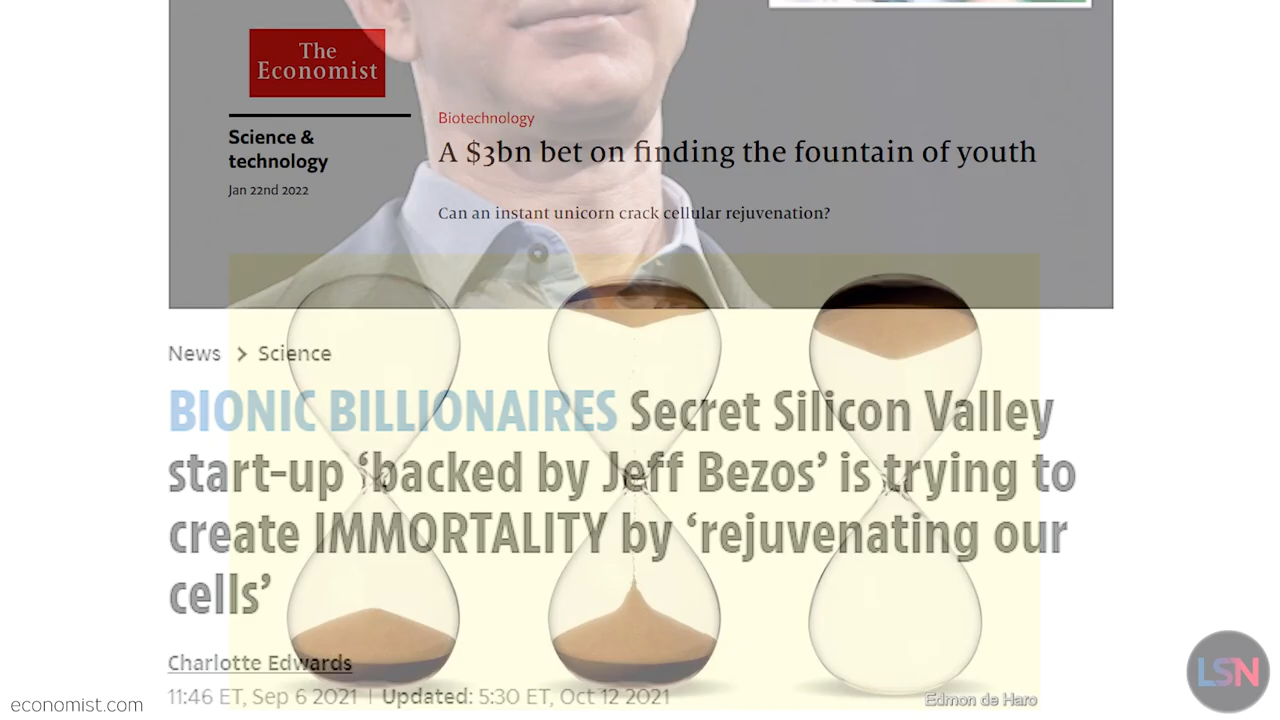 The
Economist
Science &
technology
Jan 22nd 2022
Biotechnology
A $3bn bet on finding the fountain of youth
Can an instant unicorn crack cellular rejuvenation?
News > Science
BIONIC BILLIONAIRES Secret Silicon Valley
start-up ‘backed by Jeff Bezos’ is trying to
create IMMORTALITY by ‘rejuvenating our
cells’
Charlotte Edwards
11:46 ET, Sep 6 2021 | Updated: 5:30 ET, Oct 12 2021
Edmon de Haro
economist.com
LSN